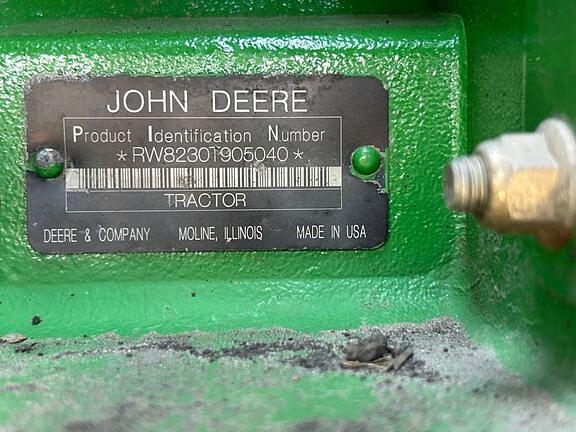 JOHN DEERE
Product Identification Number
*RW8230T905040*
TRACTOR
DEERE & COMPANY MOLINE, ILLINOIS MADE IN USA